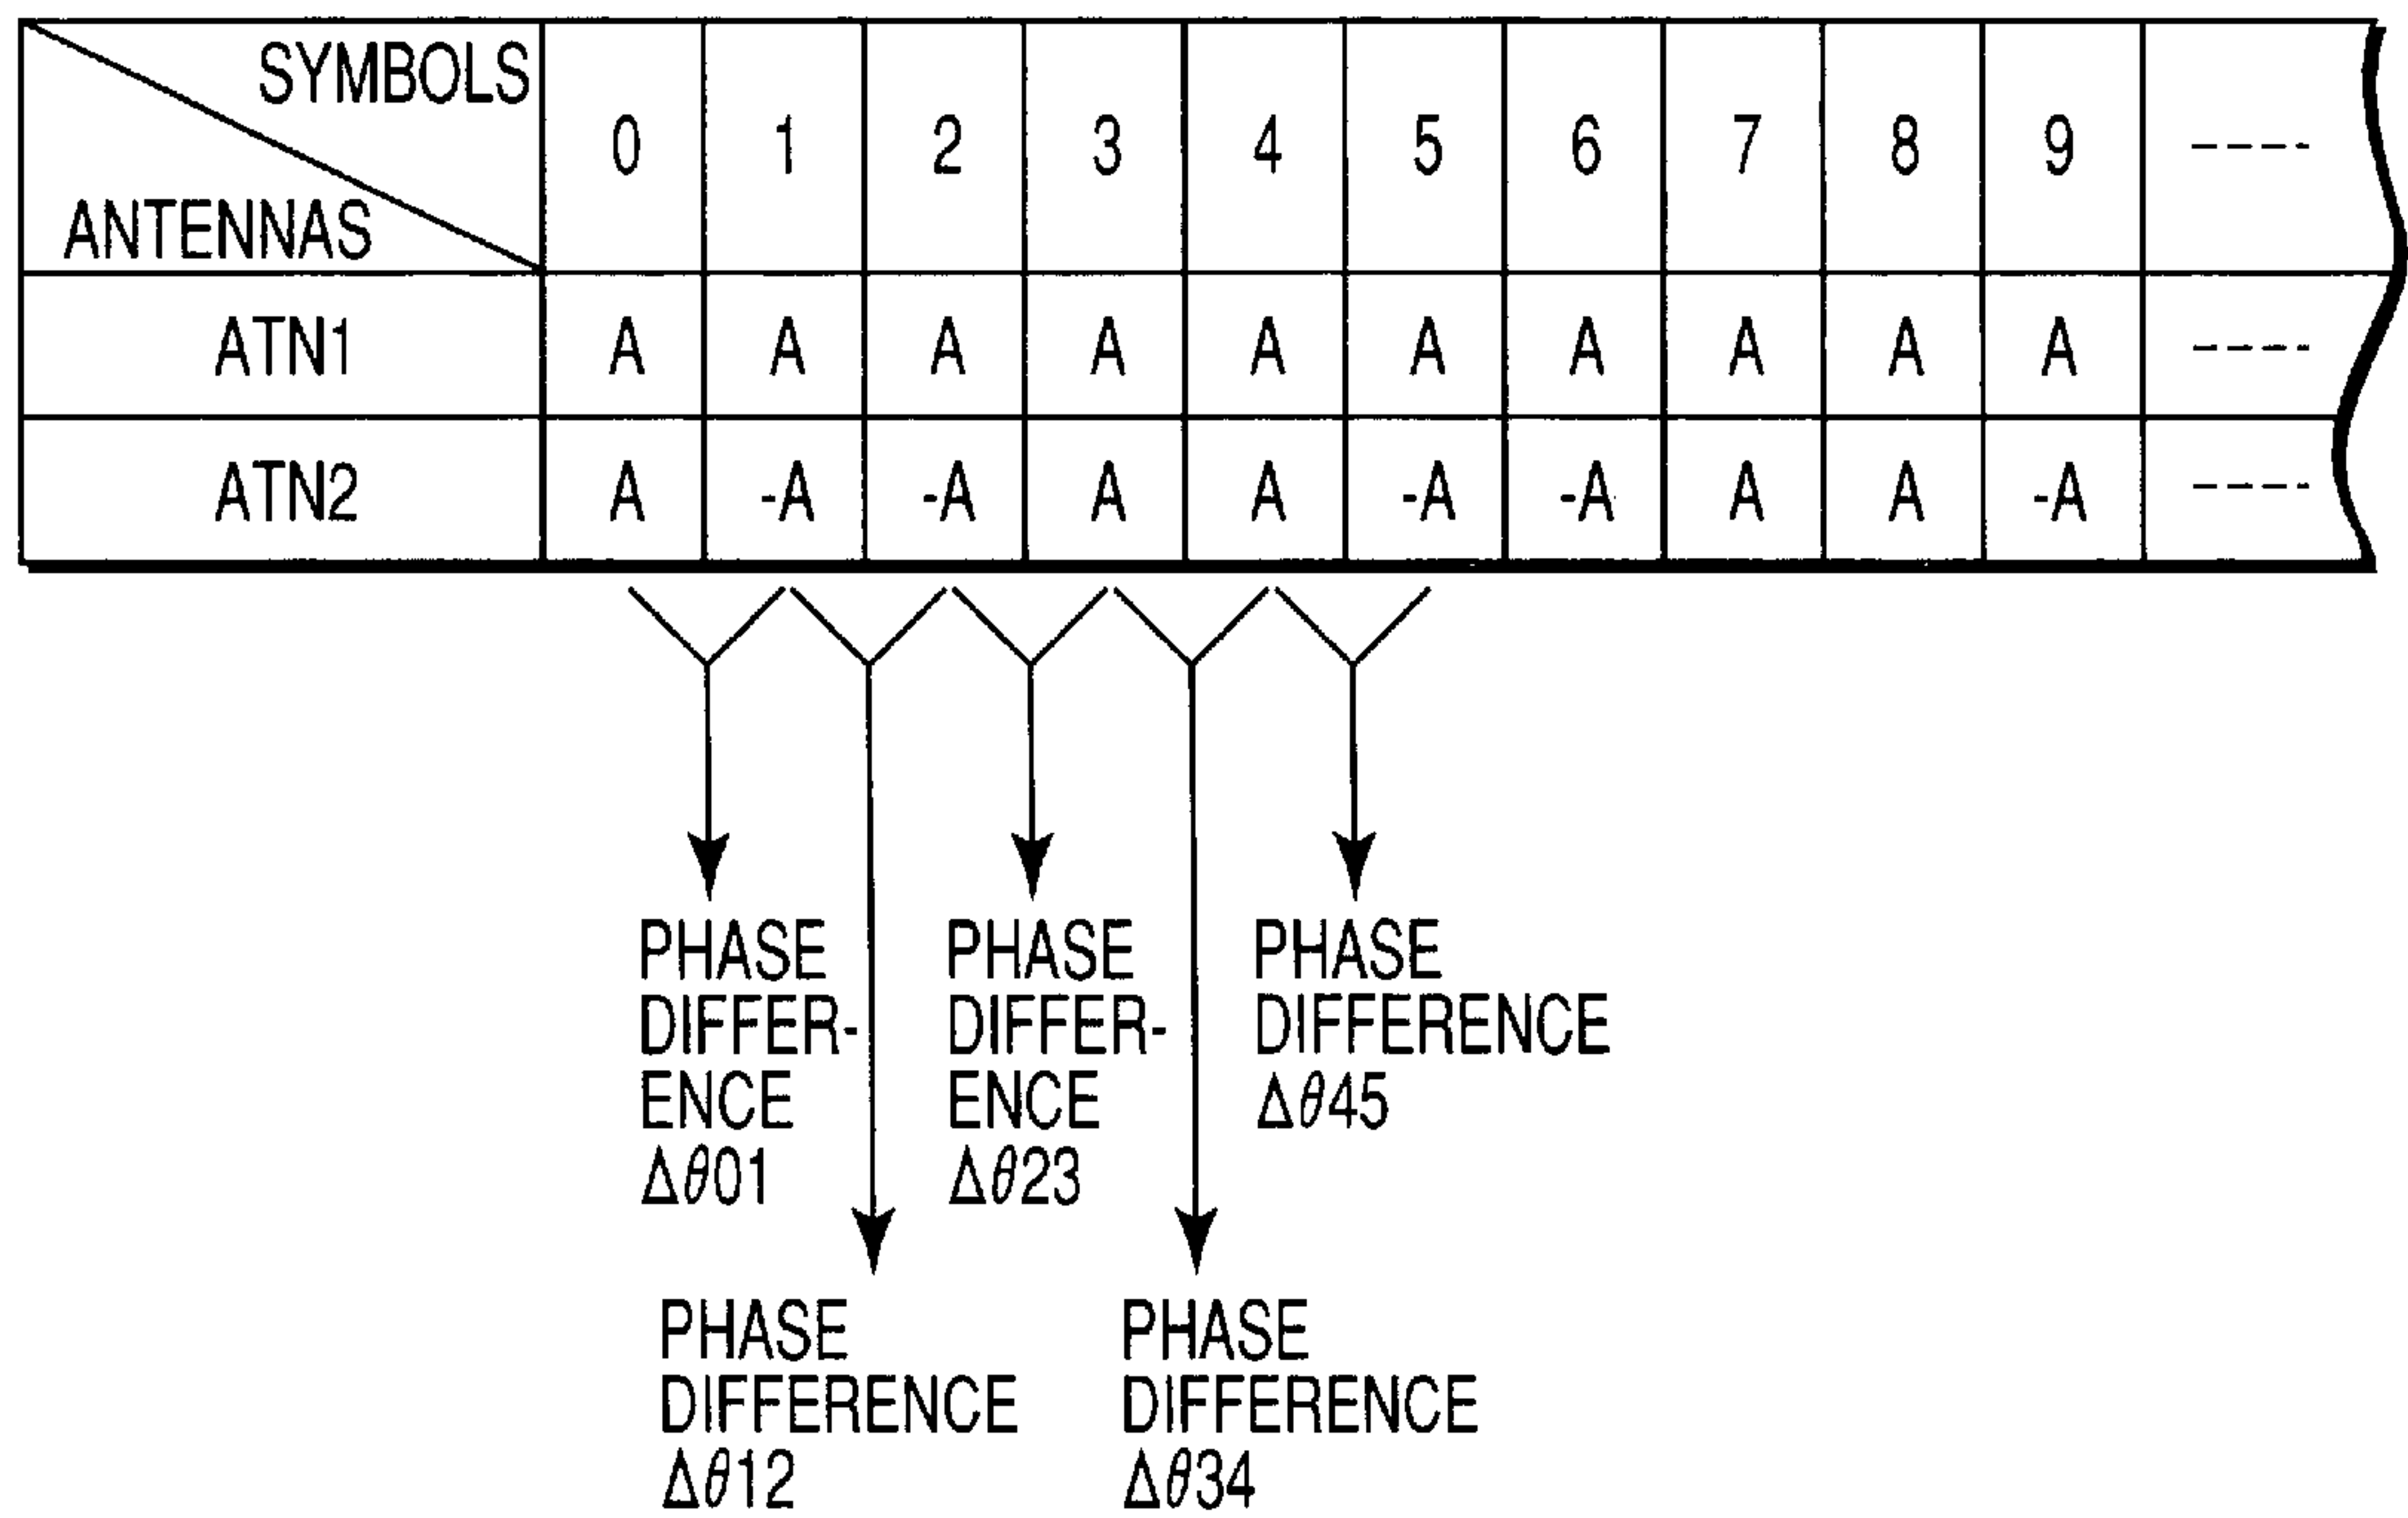 SYMBOLS
ANTENNAS
0 1 2 3 4 5 6 7 8 9 ----
ATN1 A A A A A A A A A A ----
ATN2 A -A -A A A -A -A A A -A ----
PHASE
DIFFER-
ENCE
Δθ01
PHASE
DIFFER-
ENCE
Δθ23
PHASE
DIFFERENCE
Δθ45
PHASE
DIFFERENCE
Δθ12
PHASE
DIFFERENCE
Δθ34